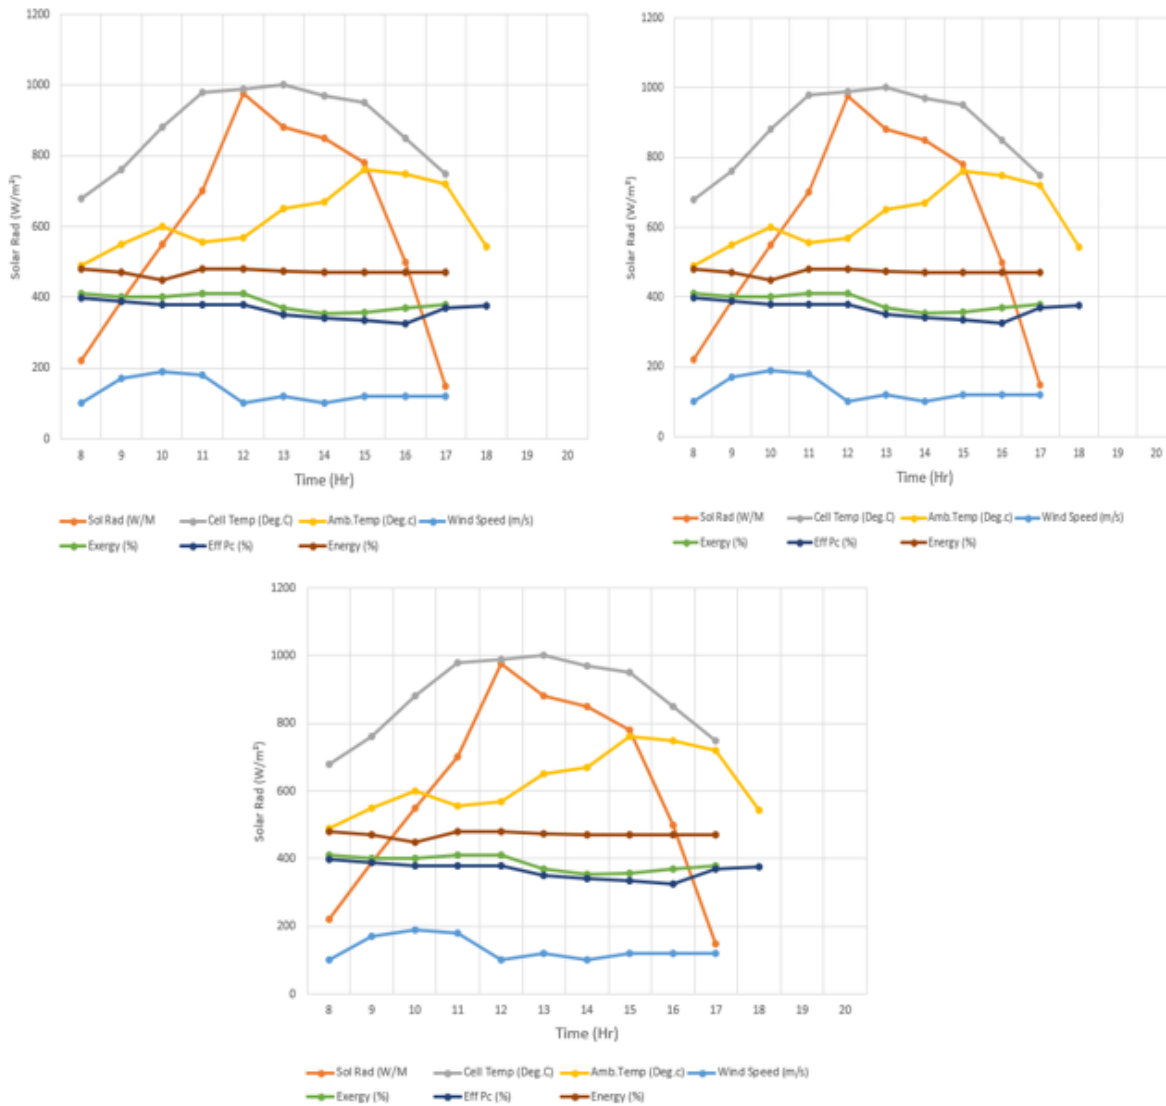 1200
1000
800
600
400
200
0
Solar Rad (W/m²)
8 9 10 11 12 13 14 15 16 17 18 19 20
Time (Hr)
Sol Rad (W/M Cell Temp (Deg.C) Amb.Temp (Deg.c) Wind Speed (m/s)
Exergy (%) Eff Pc (%) Energy (%)
1200
1000
800
600
400
200
0
Solar Rad (W/m²)
8 9 10 11 12 13 14 15 16 17 18 19 20
Time (Hr)
Sol Rad (W/M Cell Temp (Deg.C) Amb.Temp (Deg.c) Wind Speed (m/s)
Exergy (%) Eff Pc (%) Energy (%)
1200
1000
800
600
400
200
0
Solar Rad (W/m²)
8 9 10 11 12 13 14 15 16 17 18 19 20
Time (Hr)
Sol Rad (W/M Cell Temp (Deg.C) Amb.Temp (Deg.c) Wind Speed (m/s)
Exergy (%) Eff Pc (%) Energy (%)